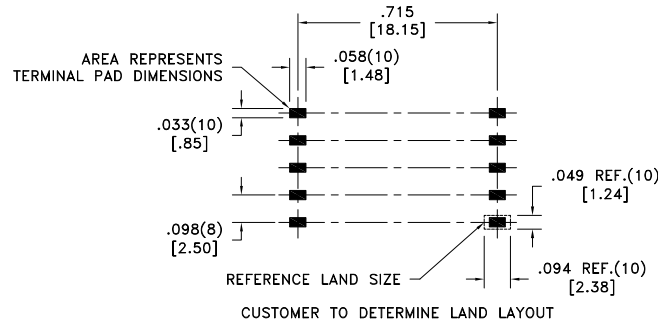 .715
[18.15]
AREA REPRESENTS
TERMINAL PAD DIMENSIONS
.058(10)
[1.48]
.033(10)
[.85]
.049 REF.(10)
[1.24]
.098(8)
[2.50]
REFERENCE LAND SIZE
.094 REF.(10)
[2.38]
CUSTOMER TO DETERMINE LAND LAYOUT